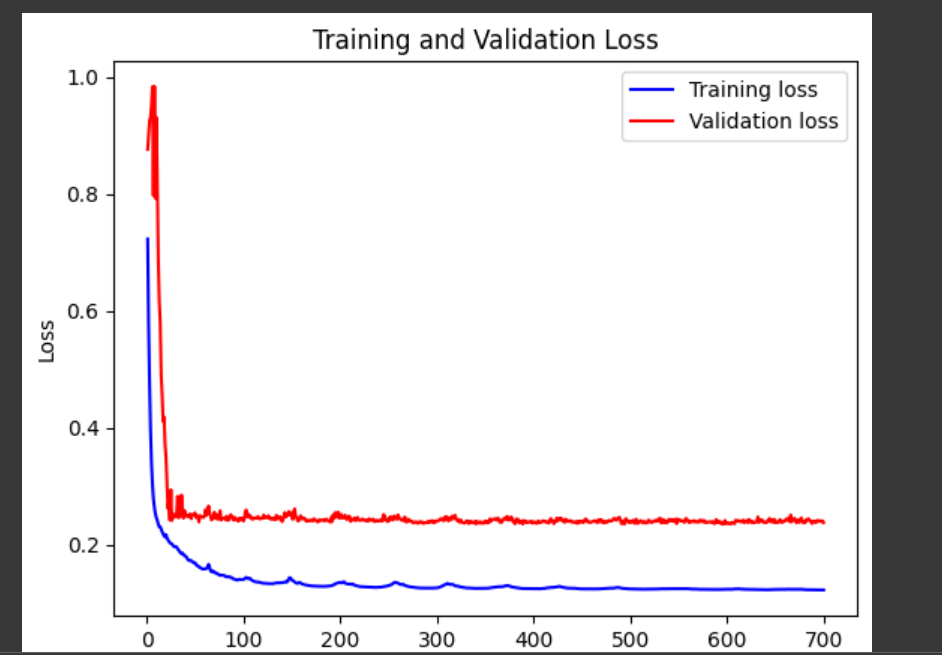 Training and Validation Loss
1.0
0.8
0.6
0.4
0.2
Loss
Training loss
Validation loss
0 100 200 300 400 500 600 700